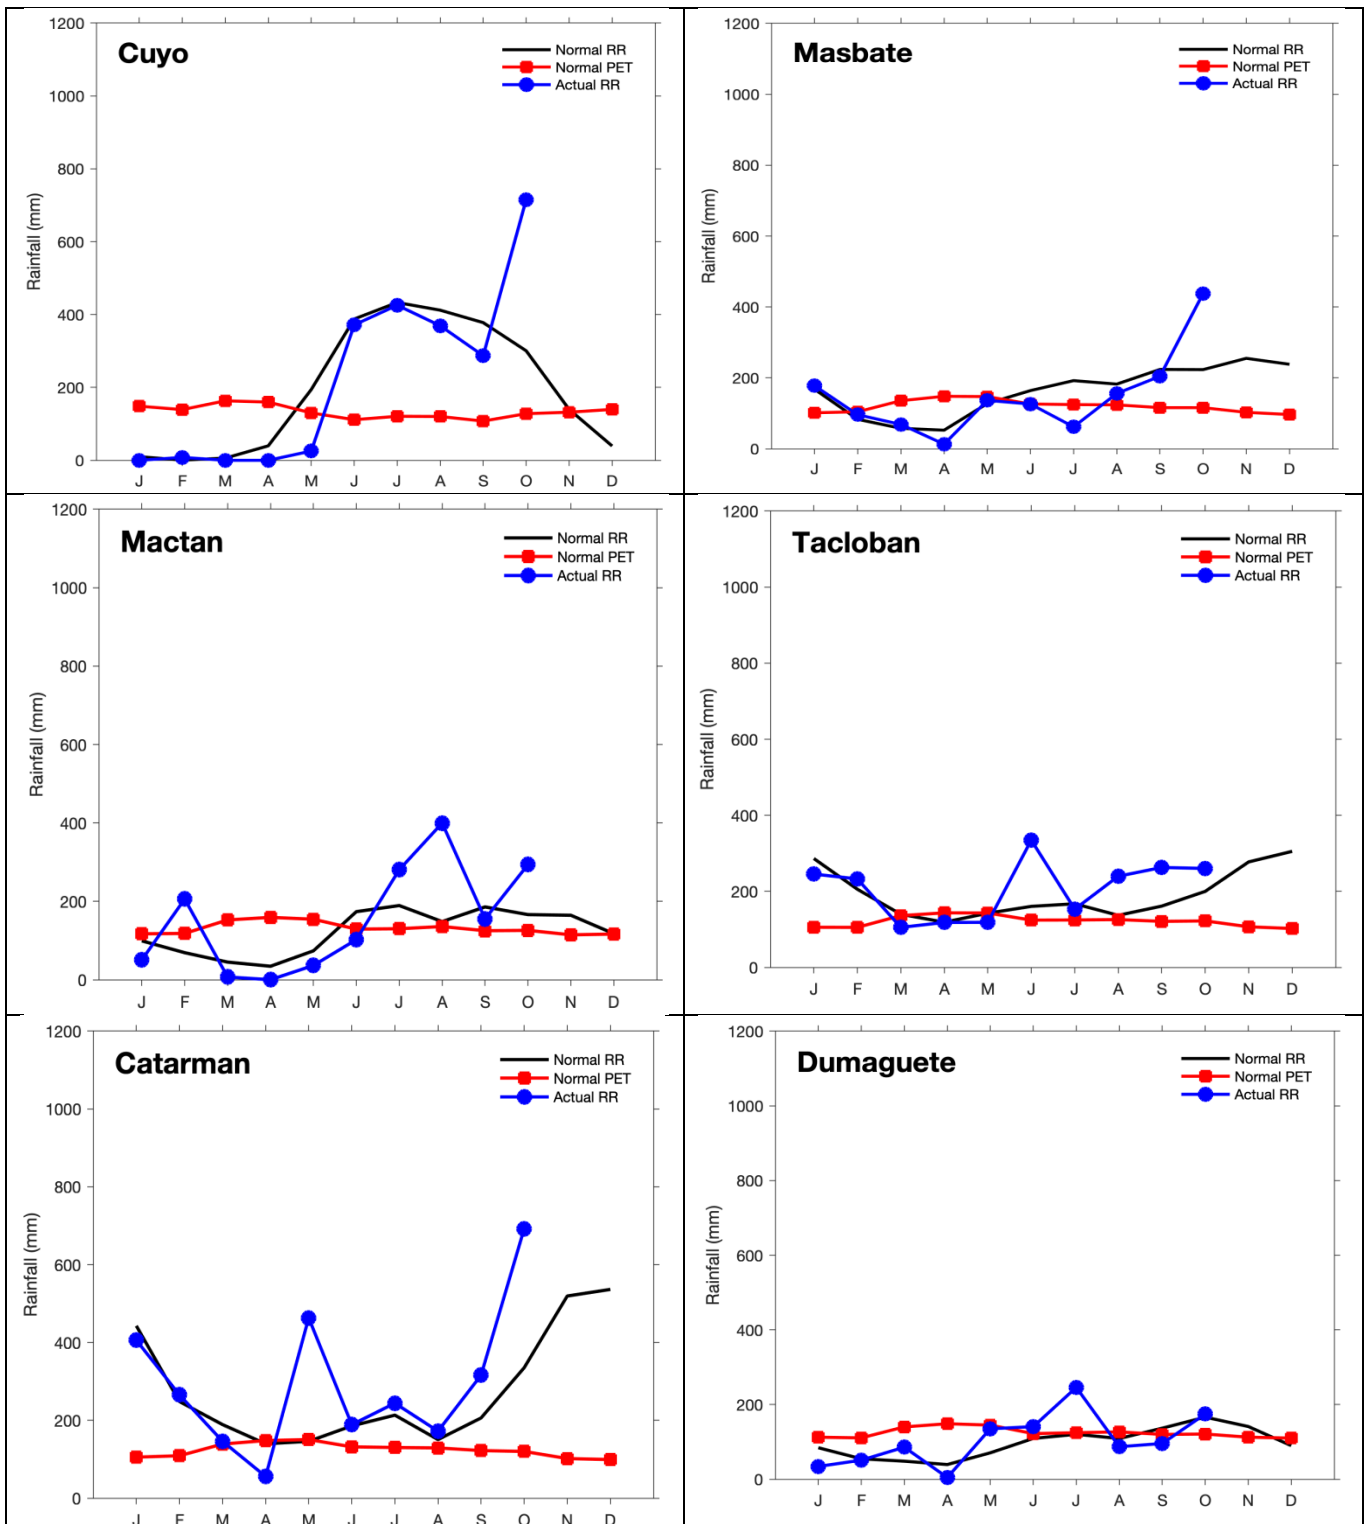 Cuyo
Normal RR
Normal PET
Actual RR
Rainfall (mm)
1200
1000
800
600
400
200
0
J F M A M J J A S O N D
Masbate
Normal RR
Normal PET
Actual RR
Rainfall (mm)
1200
1000
800
600
400
200
0
J F M A M J J A S O N D
Mactan
Normal RR
Normal PET
Actual RR
Rainfall (mm)
1200
1000
800
600
400
200
0
J F M A M J J A S O N D
Tacloban
Normal RR
Normal PET
Actual RR
Rainfall (mm)
1200
1000
800
600
400
200
0
J F M A M J J A S O N D
Catarman
Normal RR
Normal PET
Actual RR
Rainfall (mm)
1200
1000
800
600
400
200
0
J F M A M J J A S O N D
Dumaguete
Normal RR
Normal PET
Actual RR
Rainfall (mm)
1200
1000
800
600
400
200
0
J F M A M J J A S O N D